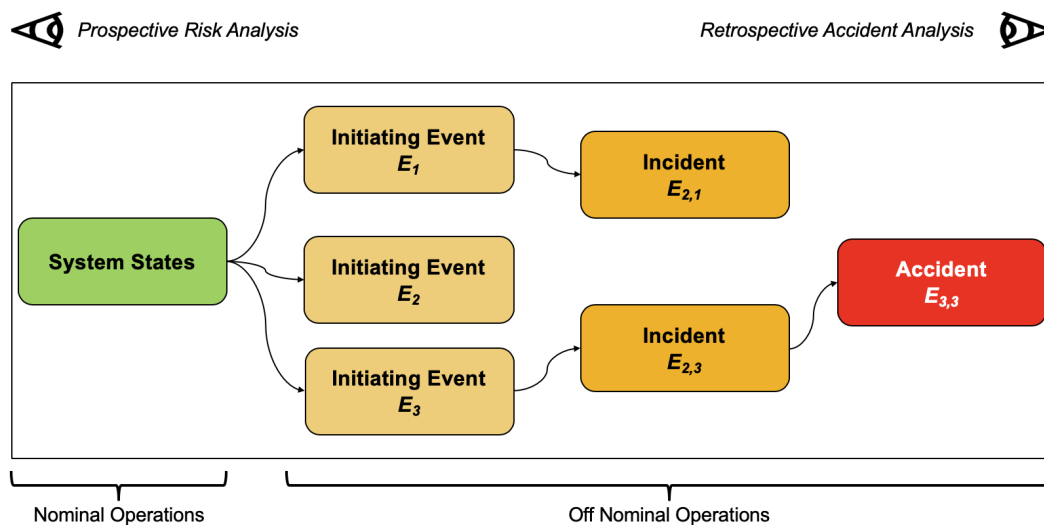 Prospective Risk Analysis
Retrospective Accident Analysis
System States
Initiating Event
E1
Initiating Event
E2
Initiating Event
E3
Incident
E2,1
Incident
E2,3
Accident
E3,3
Nominal Operations
Off Nominal Operations